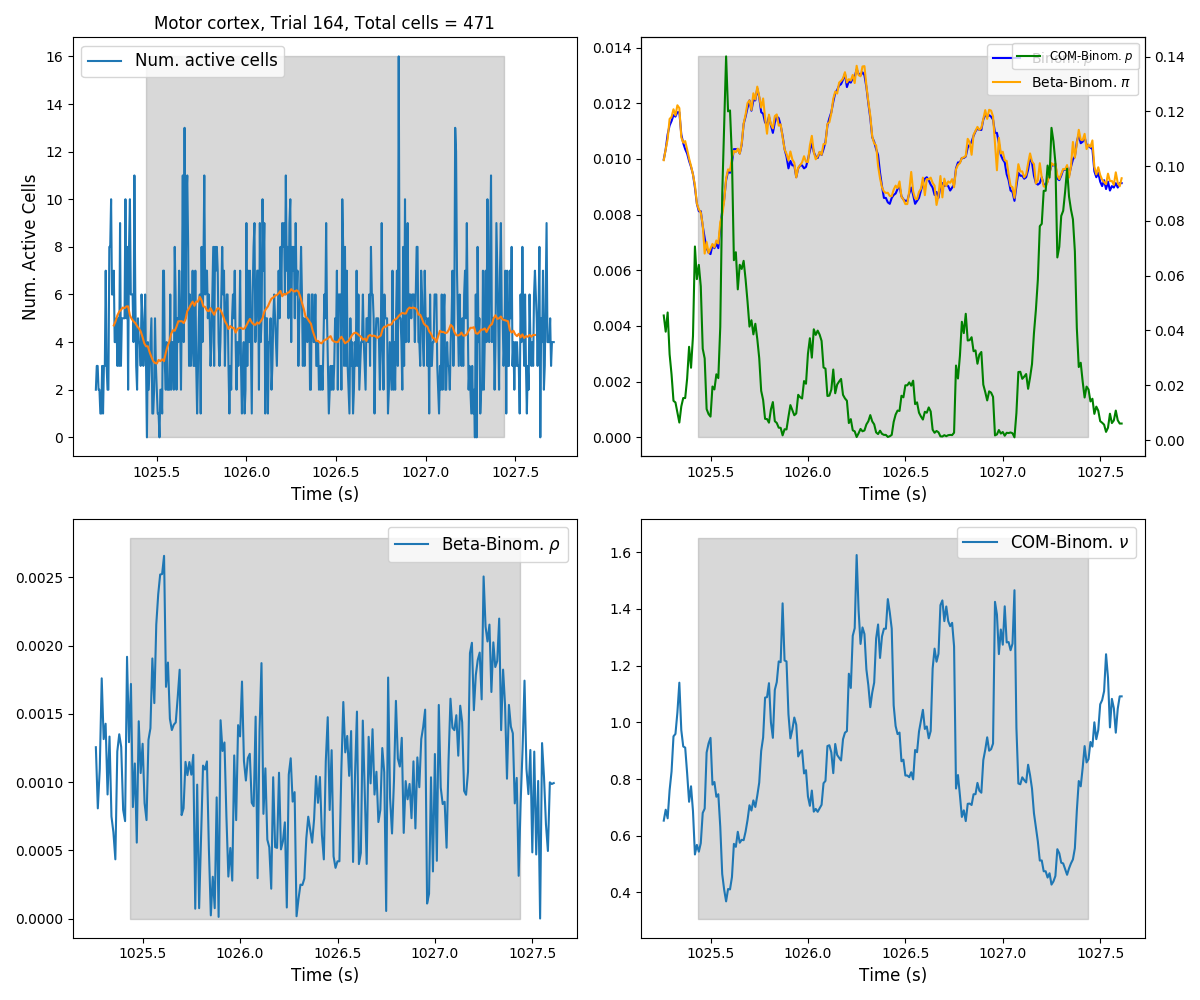 Motor cortex, Trial 164, Total cells = 471
Num. active cells
Num. Active Cells
16
14
12
10
8
6
4
2
0
1025.5 1026.0 1026.5 1027.0 1027.5
Time (s)
COM-Binom. p
Beta-Binom. π
0.014
0.012
0.010
0.008
0.006
0.004
0.002
0.000
0.14
0.12
0.10
0.08
0.06
0.04
0.02
0.00
1025.5 1026.0 1026.5 1027.0 1027.5
Time (s)
Beta-Binom. ρ
0.0025
0.0020
0.0015
0.0010
0.0005
0.0000
1025.5 1026.0 1026.5 1027.0 1027.5
Time (s)
COM-Binom. ν
1.6
1.4
1.2
1.0
0.8
0.6
0.4
1025.5 1026.0 1026.5 1027.0 1027.5
Time (s)